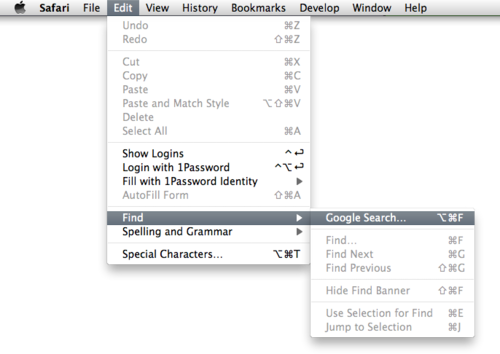 Safari File Edit View History Bookmarks Develop Window Help
Undo ⌘Z
Redo ⇧⌘Z
Cut ⌘X
Copy ⌘C
Paste ⌘V
Paste and Match Style ⌥⇧⌘V
Delete
Select All ⌘A
Show Logins ^⏎
Login with 1Password ^⌥⏎
Fill with 1Password Identity ▶
AutoFill Form ⇧⌘A
Find ▶
Spelling and Grammar ▶
Special Characters... ⌥⌘T
Google Search... ⌥⌘F
Find... ⌘F
Find Next ⌘G
Find Previous ⇧⌘G
Hide Find Banner ⇧⌘F
Use Selection for Find ⌘E
Jump to Selection ⌘J